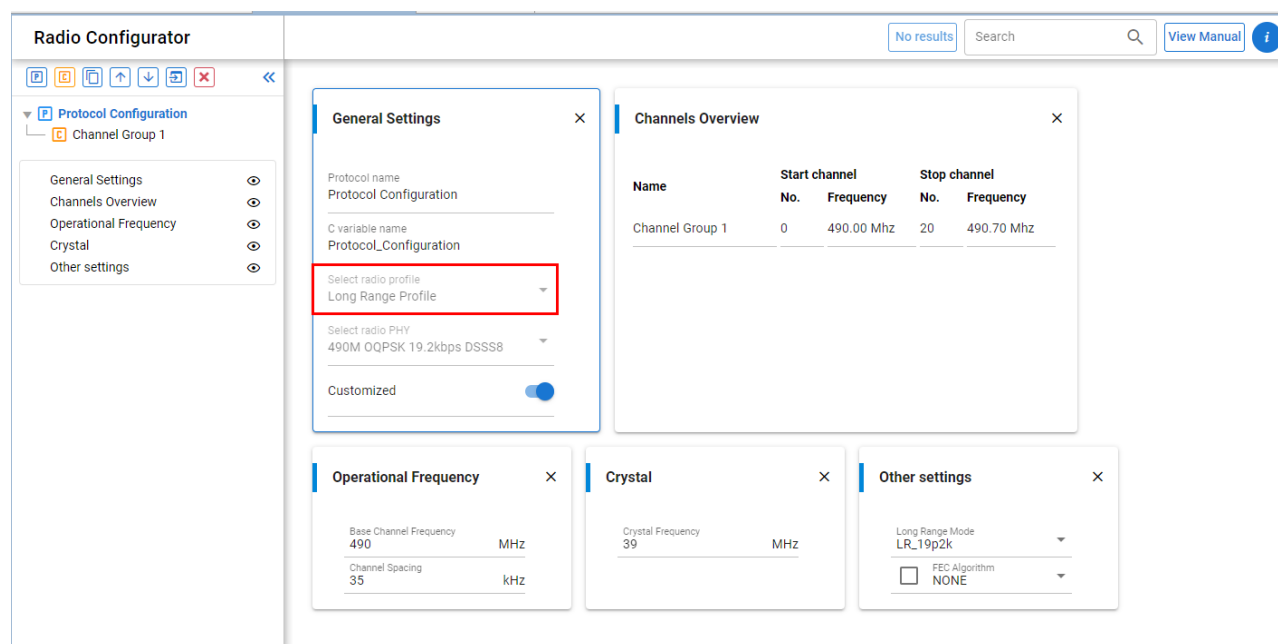 Radio Configurator
No results
Search
View Manual
i
P C
Protocol Configuration
P
C Channel Group 1
General Settings
Channels Overview
Operational Frequency
Crystal
Other settings
General Settings
Protocol name
Protocol Configuration
C variable name
Protocol_Configuration
Select radio profile
Long Range Profile
Select radio PHY
490M OQPSK 19.2kbps DSSS8
Customized
Channels Overview
Name Start channel Stop channel
No. Frequency No. Frequency
Channel Group 1 0 490.00 Mhz 20 490.70 Mhz
Operational Frequency
Base Channel Frequency
490 MHz
Channel Spacing
35 kHz
Crystal
Crystal Frequency
39 MHz
Other settings
Long Range Mode
LR_19p2k
FEC Algorithm
NONE